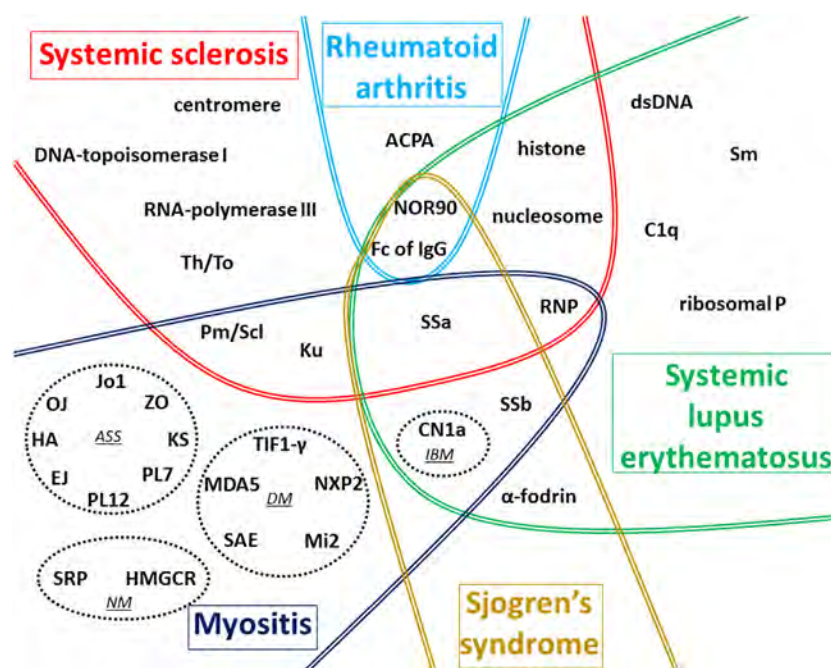 Systemic sclerosis
Rheumatoid
arthritis
centromere
dsDNA
ACPA
histone
DNA-topoisomerase I
Sm
RNA-polymerase III
NOR90
nucleosome
C1q
Th/To
Fc of IgG
ribosomal P
RNP
SSa
Pm/Scl
Ku
Systemic
lupus
erythematosus
Jo1
OJ
ZO
HA
ASS
KS
EJ
PL7
PL12
SSb
CN1a
IBM
TIF1-γ
MDA5
NXP2
DM
SAE
Mi2
α-fodrin
SRP
HMGCR
NM
Myositis
Sjogren's
syndrome